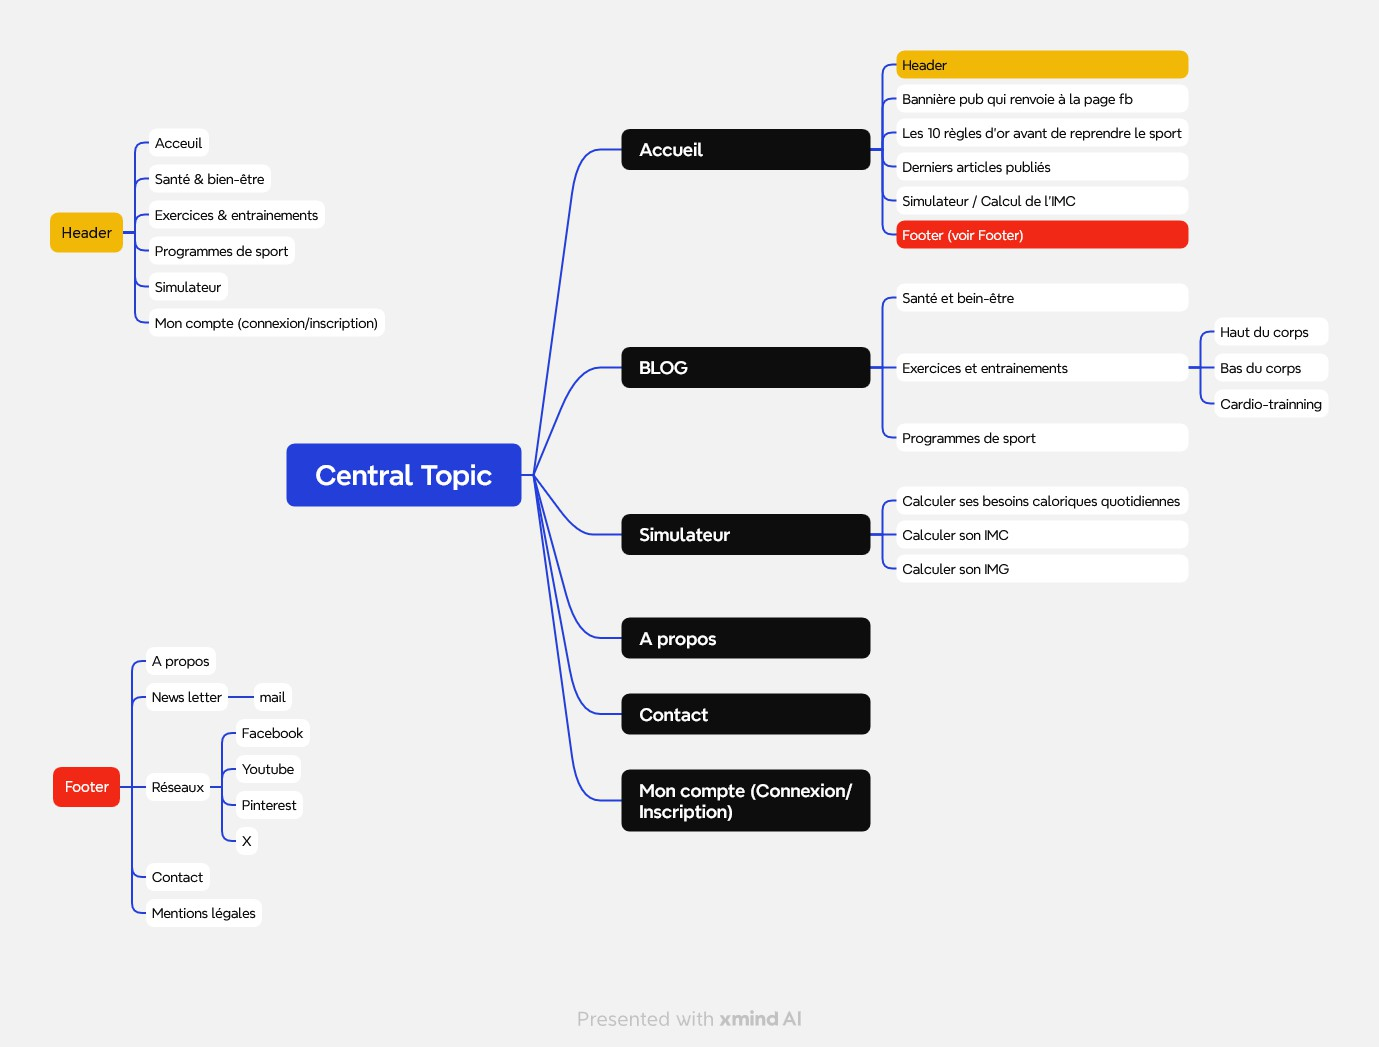 Header
Acceuil
Santé & bien-être
Exercices & entrainements
Programmes de sport
Simulateur
Mon compte (connexion/inscription)
Central Topic
Accueil
Header
Bannière pub qui renvoie à la page fb
Les 10 règles d'or avant de reprendre le sport
Derniers articles publiés
Simulateur / Calcul de l'IMC
Footer (voir Footer)
BLOG
Santé et bein-être
Exercices et entrainements
Haut du corps
Bas du corps
Cardio-trainning
Programmes de sport
Simulateur
Calculer ses besoins caloriques quotidiennes
Calculer son IMC
Calculer son IMG
A propos
Contact
Mon compte (Connexion/
Inscription)
Footer
A propos
News letter
mail
Réseaux
Facebook
Youtube
Pinterest
X
Contact
Mentions légales
Presented with xmind AI